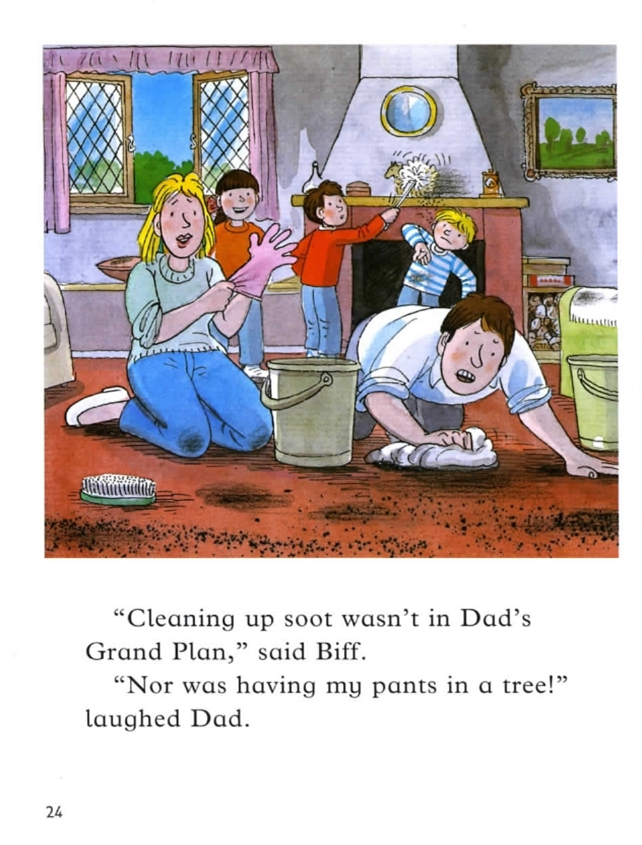 “Cleaning up soot wasn’t in Dad’s
Grand Plan,” said Biff.
“Nor was having my pants in a tree!”
laughed Dad.
24